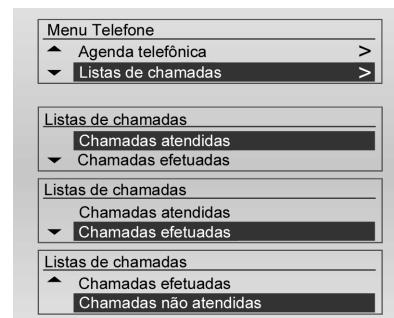 Menu Telefone
Agenda telefônica >
Listas de chamadas >
Listas de chamadas
Chamadas atendidas
Chamadas efetuadas
Listas de chamadas
Chamadas atendidas
Chamadas efetuadas
Listas de chamadas
Chamadas efetuadas
Chamadas não atendidas